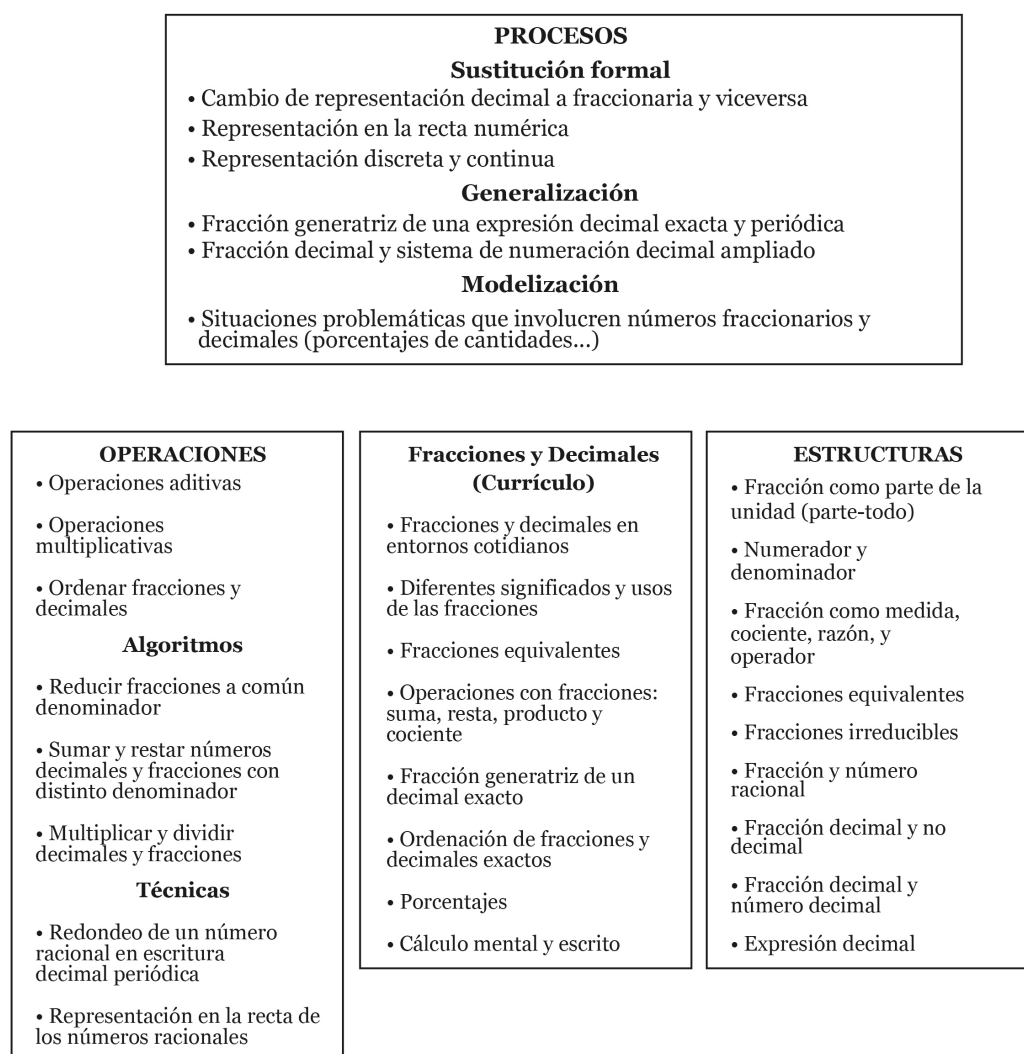 PROCESOS
Sustitución formal
• Cambio de representación decimal a fraccionaria y viceversa
• Representación en la recta numérica
• Representación discreta y continua
Generalización
• Fracción generatriz de una expresión decimal exacta y periódica
• Fracción decimal y sistema de numeración decimal ampliado
Modelización
• Situaciones problemáticas que involucren números fraccionarios y
decimales (porcentajes de cantidades...)
OPERACIONES
• Operaciones aditivas
• Operaciones
multiplicativas
• Ordenar fracciones y
decimales
Algoritmos
• Reducir fracciones a común
denominador
• Sumar y restar números
decimales y fracciones con
distinto denominador
• Multiplicar y dividir
decimales y fracciones
Técnicas
• Redondeo de un número
racional en escritura
decimal periódica
• Representación en la recta de
los números racionales
Fracciones y Decimales
(Currículo)
• Fracciones y decimales en
entornos cotidianos
• Diferentes significados y usos
de las fracciones
• Fracciones equivalentes
• Operaciones con fracciones:
suma, resta, producto y
cociente
• Fracción generatriz de un
decimal exacto
• Ordenación de fracciones y
decimales exactos
• Porcentajes
• Cálculo mental y escrito
ESTRUCTURAS
• Fracción como parte de la
unidad (parte-todo)
• Numerador y
denominador
• Fracción como medida,
cociente, razón, y
operador
• Fracciones equivalentes
• Fracciones irreducibles
• Fracción y número
racional
• Fracción decimal y no
decimal
• Fracción decimal y
número decimal
• Expresión decimal